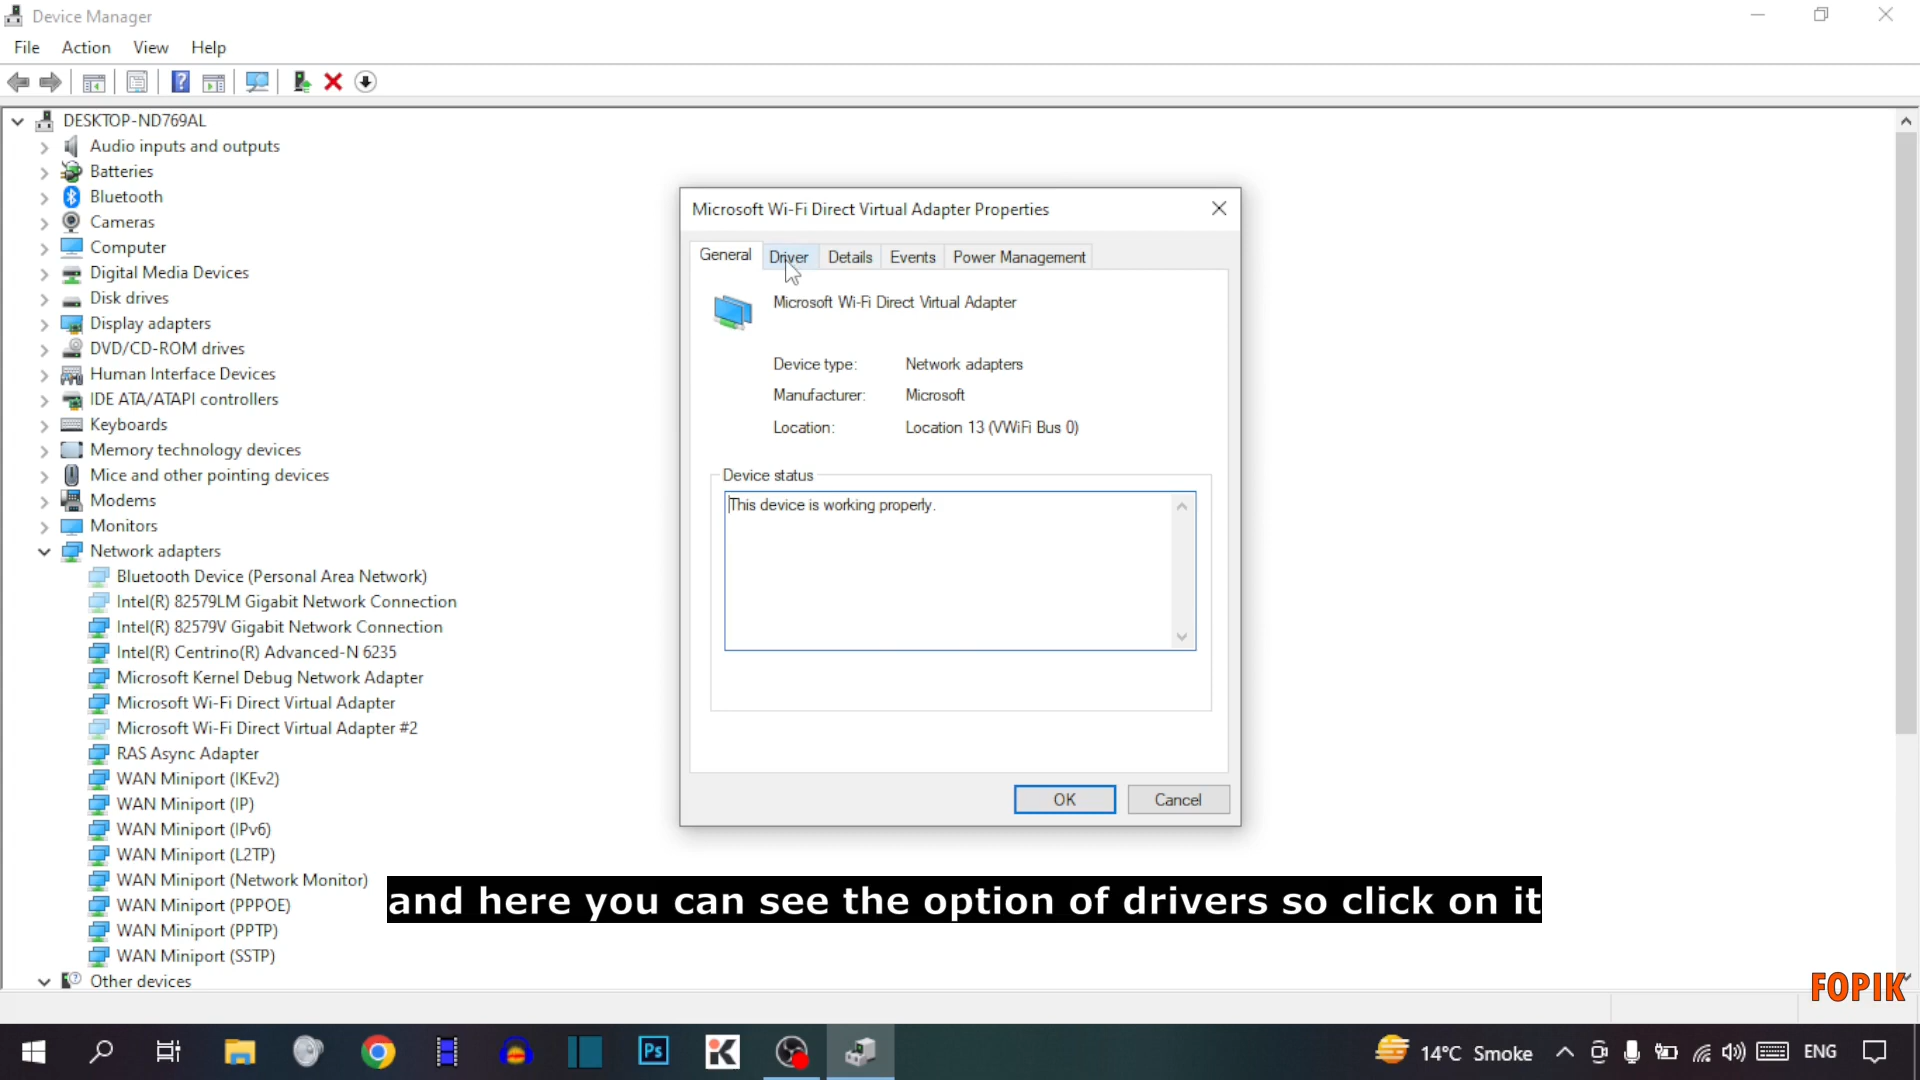 Device Manager
File Action View Help
DESKTOP-ND769AL
Audio inputs and outputs
Batteries
Bluetooth
Cameras
Computer
Digital Media Devices
Disk drives
Display adapters
DVD/CD-ROM drives
Human Interface Devices
IDE ATA/ATAPI controllers
Keyboards
Memory technology devices
Mice and other pointing devices
Modems
Monitors
Network adapters
Bluetooth Device (Personal Area Network)
Intel(R) 82579LM Gigabit Network Connection
Intel(R) 82579V Gigabit Network Connection
Intel(R) Centrino(R) Advanced-N 6235
Microsoft Kernel Debug Network Adapter
Microsoft Wi-Fi Direct Virtual Adapter
Microsoft Wi-Fi Direct Virtual Adapter #2
RAS Async Adapter
WAN Miniport (IKEv2)
WAN Miniport (IP)
WAN Miniport (IPv6)
WAN Miniport (L2TP)
WAN Miniport (Network Monitor)
WAN Miniport (PPPOE)
WAN Miniport (PPTP)
WAN Miniport (SSTP)
Other devices
Microsoft Wi-Fi Direct Virtual Adapter Properties
General Driver Details Events Power Management
Microsoft Wi-Fi Direct Virtual Adapter
Device type: Network adapters
Manufacturer: Microsoft
Location: Location 13 (VWiFi Bus 0)
Device status
This device is working properly.
OK Cancel
and here you can see the option of drivers so click on it
FOPIK
Ps
K
14°C Smoke
ENG